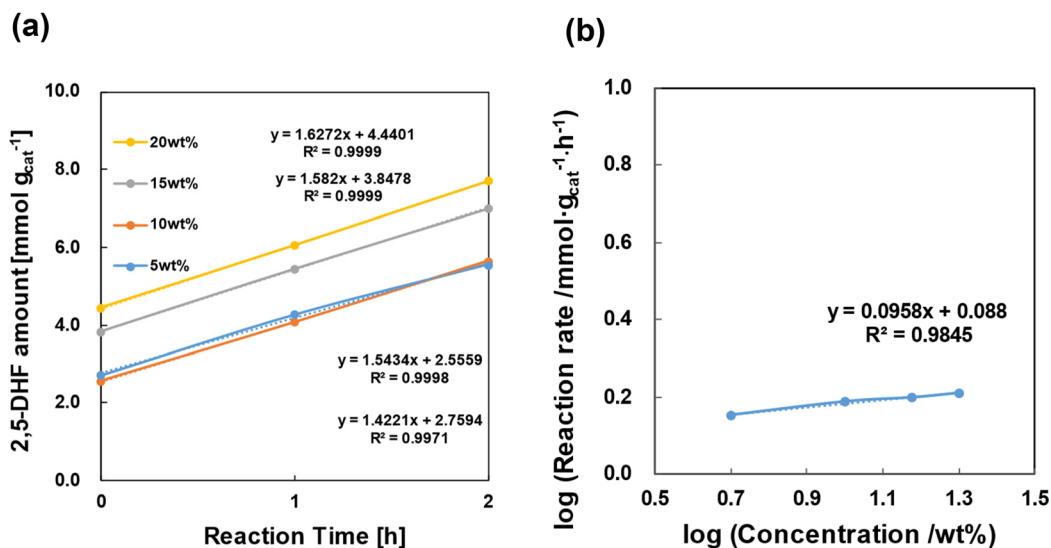 (a)
2,5-DHF amount [mmol g_cat⁻¹]
10.0
8.0
6.0
4.0
2.0
0.0
20wt%
15wt%
10wt%
5wt%
y = 1.6272x + 4.4401
R² = 0.9999
y = 1.582x + 3.8478
R² = 0.9999
y = 1.5434x + 2.5559
R² = 0.9998
y = 1.4221x + 2.7594
R² = 0.9971
0 1 2
Reaction Time [h]
(b)
log (Reaction rate /mmol·g_cat⁻¹·h⁻¹)
1.0
0.8
0.6
0.4
0.2
0.0
y = 0.0958x + 0.088
R² = 0.9845
0.5 0.7 0.9 1.1 1.3 1.5
log (Concentration /wt%)